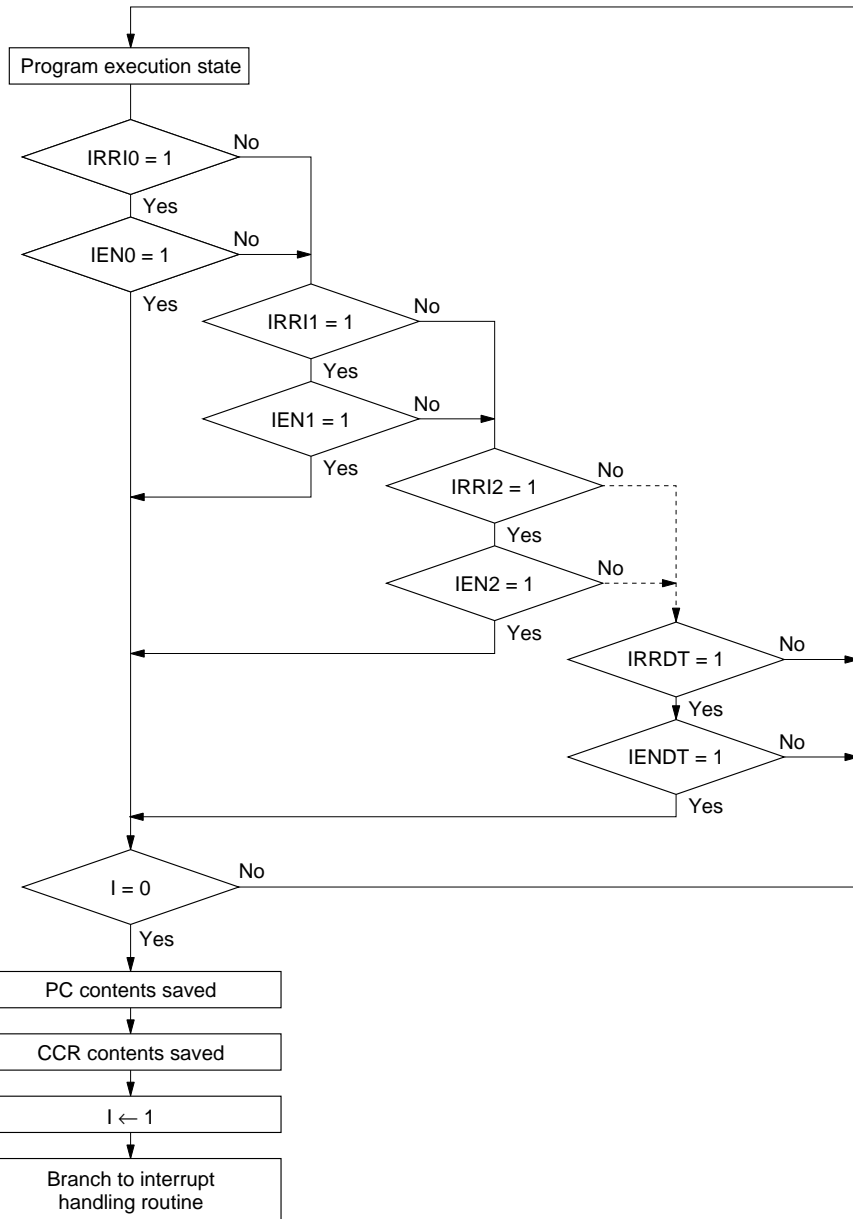 Program execution state
IRRI0 = 1
No
Yes
IEN0 = 1
No
Yes
IRRI1 = 1
No
Yes
IEN1 = 1
No
Yes
IRRI2 = 1
No
Yes
IEN2 = 1
No
Yes
IRRDT = 1
No
Yes
IENDT = 1
No
Yes
I = 0
No
Yes
PC contents saved
CCR contents saved
I ← 1
Branch to interrupt
handling routine